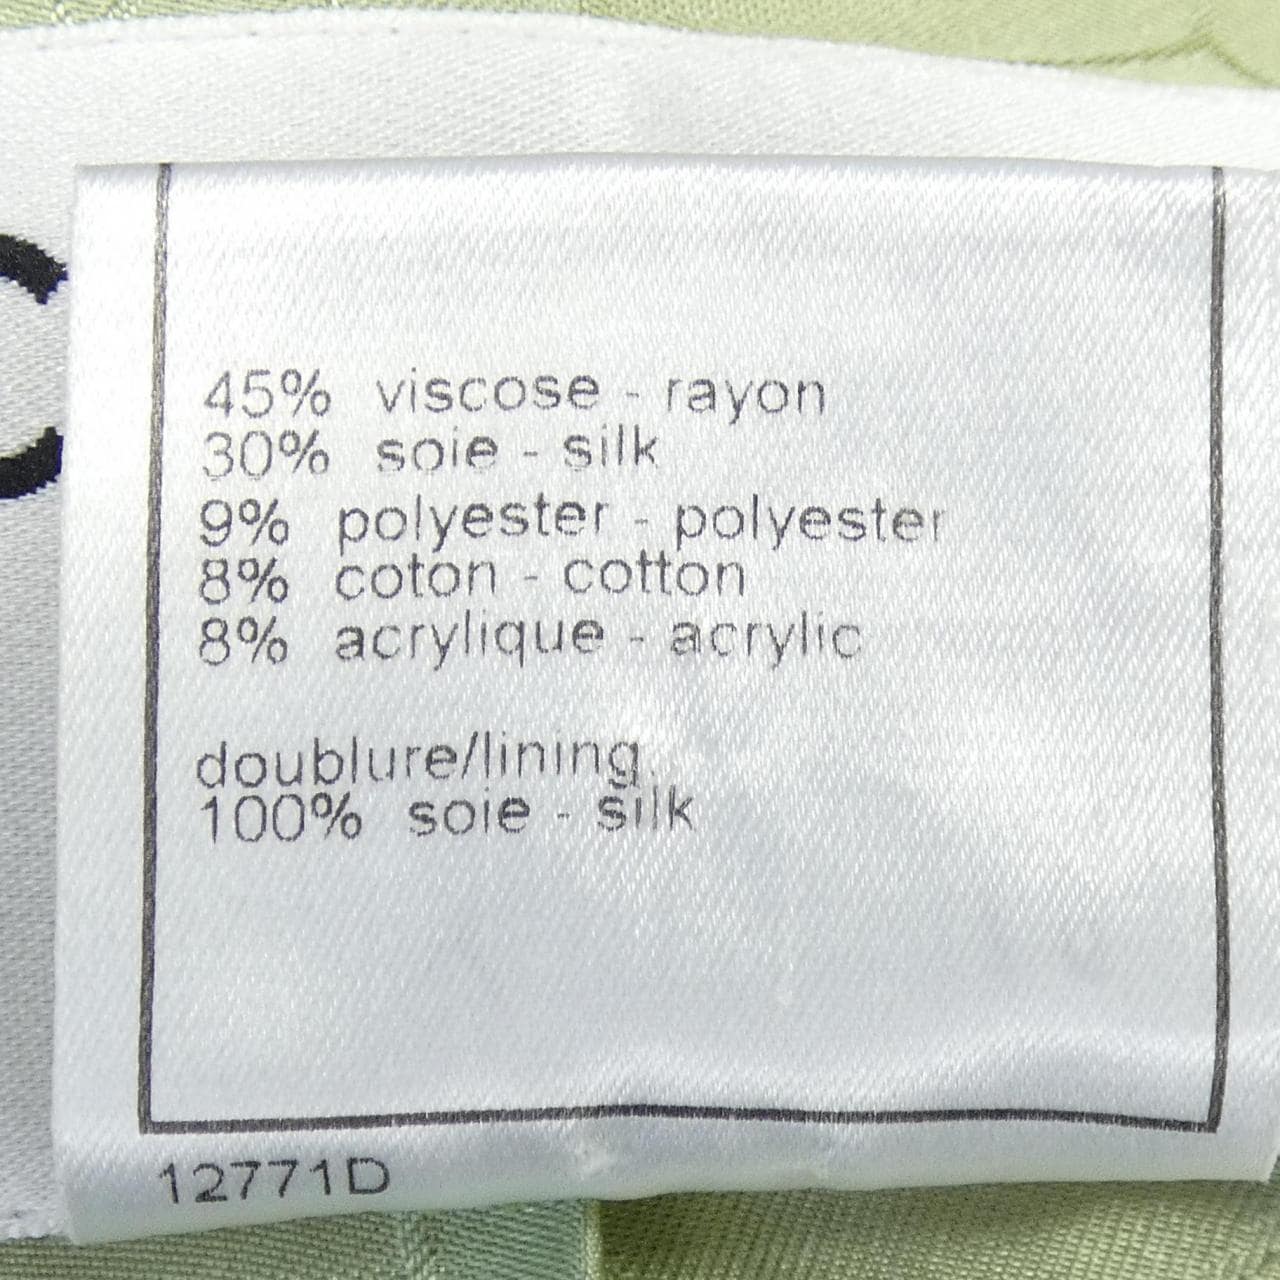 45% viscose - rayon
30% soie - silk
9% polyester - polyester
8% coton - cotton
8% acrylique - acrylic
doublure/lining
100% soie - silk
12771D